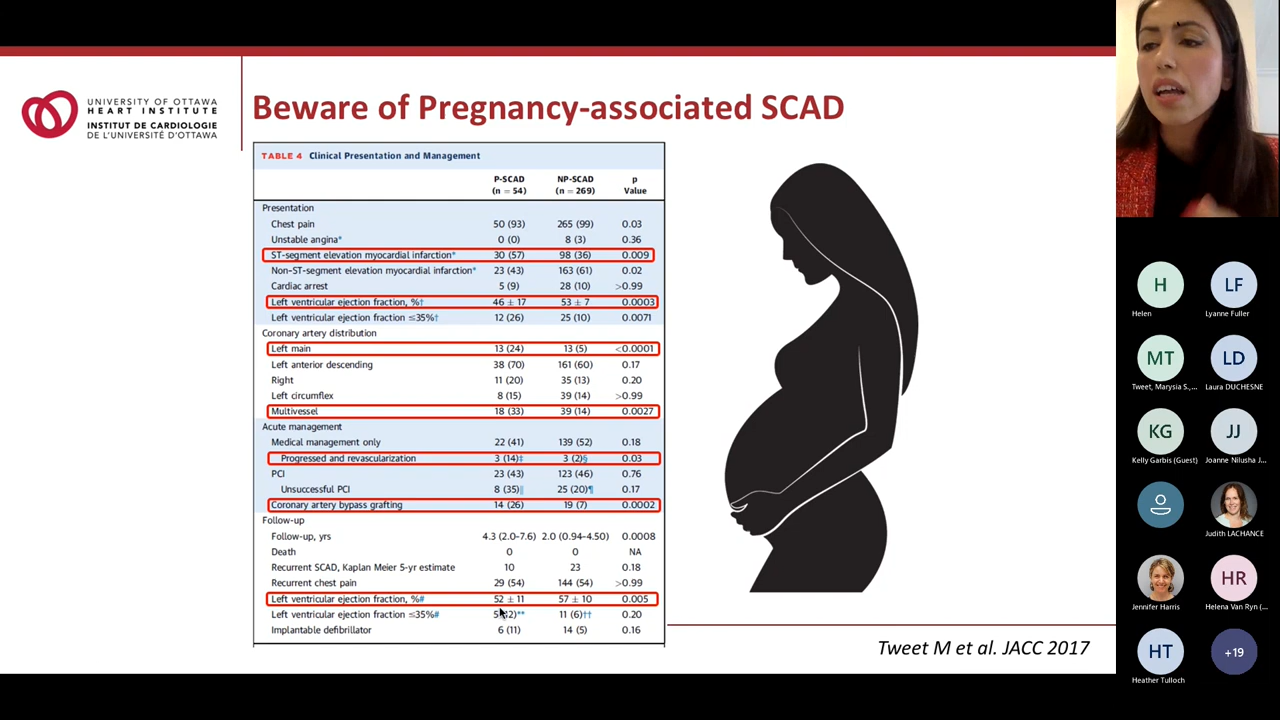 UNIVERSITY OF OTTAWA
HEART INSTITUTE
INSTITUT DE CARDIOLOGIE
DE L'UNIVERSITÉ D'OTTAWA
Beware of Pregnancy-associated SCAD
TABLE 4 Clinical Presentation and Management
P-SCAD (n = 54) NP-SCAD (n = 269) p Value
Presentation
Chest pain 50 (93) 265 (99) 0.03
Unstable angina* 0 (0) 8 (3) 0.36
ST-segment elevation myocardial infarction* 30 (57) 98 (36) 0.009
Non-ST-segment elevation myocardial infarction* 23 (43) 163 (61) 0.02
Cardiac arrest 5 (9) 28 (10) >0.99
Left ventricular ejection fraction, %† 46 ± 17 53 ± 7 0.0003
Left ventricular ejection fraction ≤35%† 12 (26) 25 (10) 0.0071
Coronary artery distribution
Left main 13 (24) 13 (5) <0.0001
Left anterior descending 38 (70) 161 (60) 0.17
Right 11 (20) 35 (13) 0.20
Left circumflex 8 (15) 39 (14) >0.99
Multivessel 18 (33) 39 (14) 0.0027
Acute management
Medical management only 22 (41) 139 (52) 0.18
Progressed and revascularization 3 (14)‡ 3 (2)§ 0.03
PCI 23 (43) 123 (46) 0.76
Unsuccessful PCI 8 (35)‖ 25 (20)¶ 0.17
Coronary artery bypass grafting 14 (26) 19 (7) 0.0002
Follow-up
Follow-up, yrs 4.3 (2.0-7.6) 2.0 (0.94-4.50) 0.0008
Death 0 0 NA
Recurrent SCAD, Kaplan Meier 5-yr estimate 10 23 0.18
Recurrent chest pain 29 (54) 144 (54) >0.99
Left ventricular ejection fraction, %# 52 ± 11 57 ± 10 0.005
Left ventricular ejection fraction ≤35%# 11 (6)†† 0.20
Implantable defibrillator 6 (11) 14 (5) 0.16
Tweet M et al. JACC 2017
H LF
Helen Lyanne Fuller
MT LD
Tweet, Marysia S.,... Laura DUCHESNE
KG JJ
Kelly Garbis (Guest) Joanne Nilusha J...
Judith LACHANCE
HR
Jennifer Harris Helena Van Ryn (...
HT +19
Heather Tulloch